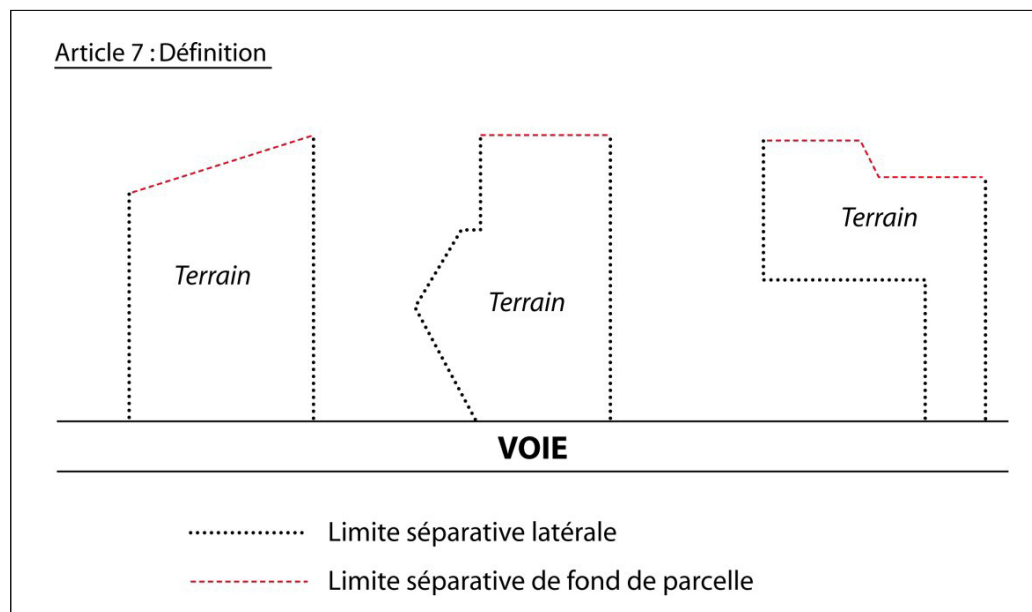 Article 7 : Définition
Terrain
Terrain
Terrain
VOIE
Limite séparative latérale
Limite séparative de fond de parcelle